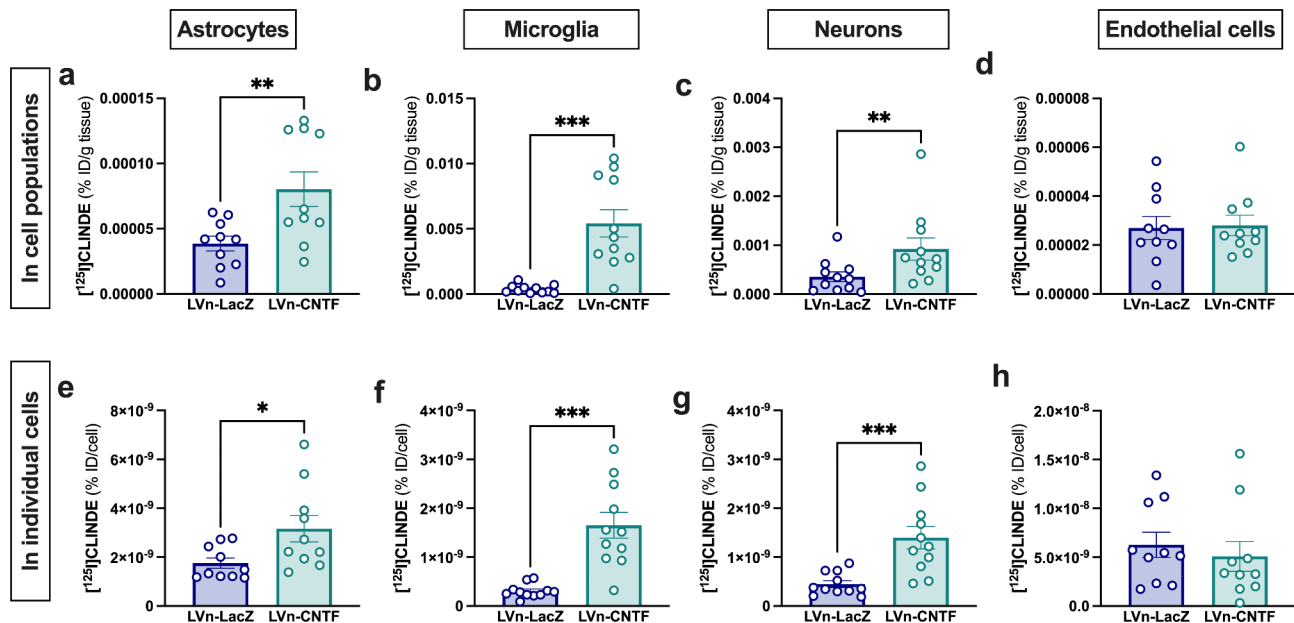 Astrocytes
Microglia
Neurons
Endothelial cells
In cell populations
a
[¹²⁵I]CLINDE (% ID/g tissue)
0.00015
0.00010
0.00005
0.00000
**
LVn-LacZ LVn-CNTF
b
[¹²⁵I]CLINDE (% ID/g tissue)
0.015
0.010
0.005
0.000
***
LVn-LacZ LVn-CNTF
c
[¹²⁵I]CLINDE (% ID/g tissue)
0.004
0.003
0.002
0.001
0.000
**
LVn-LacZ LVn-CNTF
d
[¹²⁵I]CLINDE (% ID/g tissue)
0.00008
0.00006
0.00004
0.00002
0.00000
LVn-LacZ LVn-CNTF
In individual cells
e
[¹²⁵I]CLINDE (% ID/cell)
8×10⁻⁹
6×10⁻⁹
4×10⁻⁹
2×10⁻⁹
0
*
LVn-LacZ LVn-CNTF
f
[¹²⁵I]CLINDE (% ID/cell)
4×10⁻⁹
3×10⁻⁹
2×10⁻⁹
1×10⁻⁹
0
***
LVn-LacZ LVn-CNTF
g
[¹²⁵I]CLINDE (% ID/cell)
4×10⁻⁹
3×10⁻⁹
2×10⁻⁹
1×10⁻⁹
0
***
LVn-LacZ LVn-CNTF
h
[¹²⁵I]CLINDE (% ID/cell)
2.0×10⁻⁸
1.5×10⁻⁸
1.0×10⁻⁸
5.0×10⁻⁹
0.0
LVn-LacZ LVn-CNTF